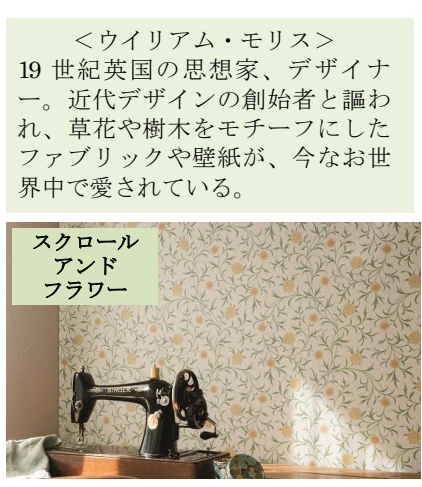 ＜ウイリアム・モリス＞
19 世紀英国の思想家、デザイナ
ー。近代デザインの創始者と謳わ
れ、草花や樹木をモチーフにした
ファブリックや壁紙が、今なお世
界中で愛されている。
スクロール
アンド
フラワー
SINGER